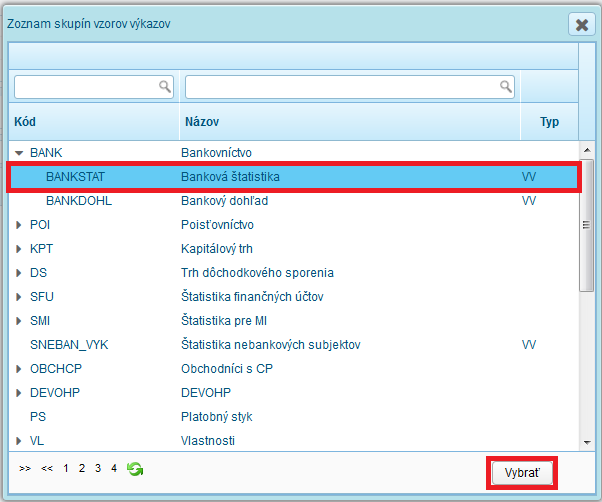 Zoznam skupín vzorov výkazov
Kód Názov Typ
BANK Bankovníctvo
BANKSTAT Banková štatistika VV
BANKDOHL Bankový dohľad VV
POI Poisťovníctvo
KPT Kapitálový trh
DS Trh dôchodkového sporenia
SFU Štatistika finančných účtov
SMI Štatistika pre MI
SNEBAN_VYK Štatistika nebankových subjektov VV
OBCHCP Obchodníci s CP
DEVOHP DEVOHP
PS Platobný styk
VL Vlastnosti
>> << 1 2 3 4
Vybrať